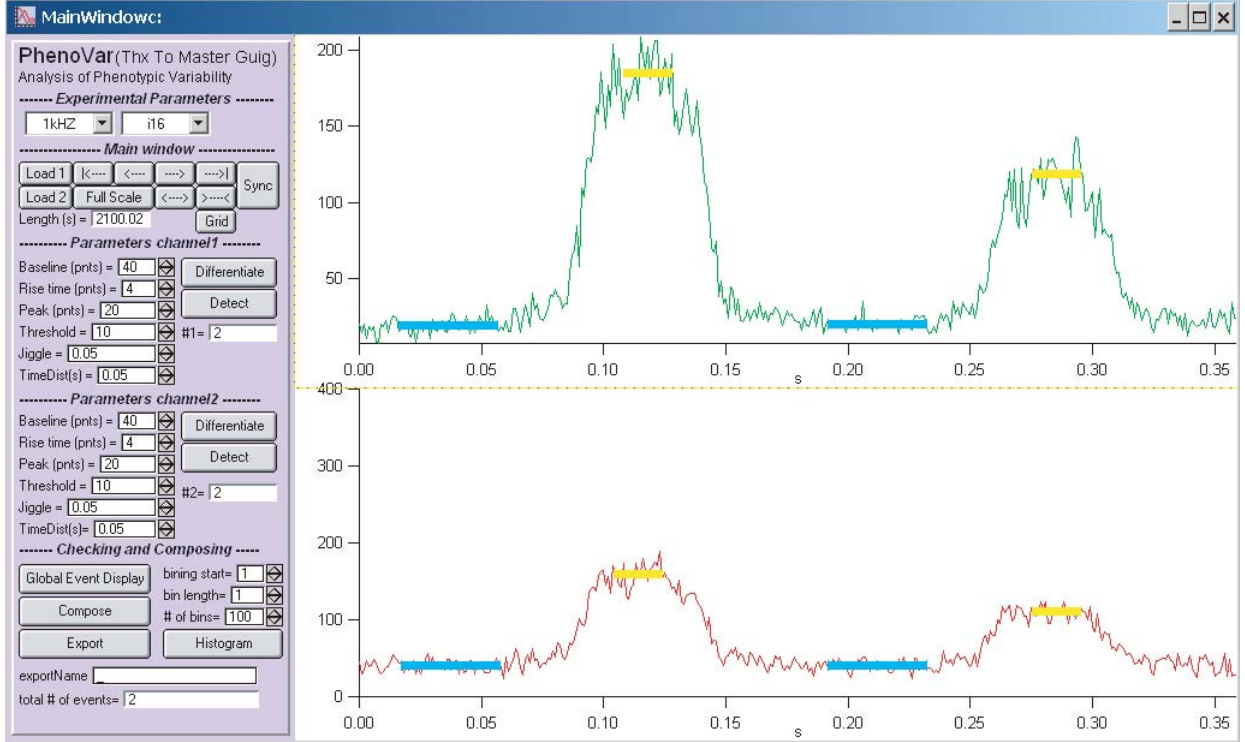 MainWindowc:
PhenoVar(Thx To Master Guig)
Analysis of Phenotypic Variability
------- Experimental Parameters --------
1kHZ i16
---------------- Main window ---------------
Load 1 |<---- <---- ----> ---->| Sync
Load 2 Full Scale <----> >----<
Length (s) = 2100.02 Grid
---------- Parameters channel1 --------
Baseline (pnts) = 40 Differentiate
Rise time (pnts) = 4
Peak (pnts) = 20 Detect
Threshold = 10 #1= 2
Jiggle = 0.05
TimeDist(s) = 0.05
---------- Parameters channel2 --------
Baseline (pnts) = 40 Differentiate
Rise time (pnts) = 4
Peak (pnts) = 20 Detect
Threshold = 10 #2= 2
Jiggle = 0.05
TimeDist(s)= 0.05
------- Checking and Composing -----
Global Event Display bining start= 1
bin length= 1
Compose # of bins= 100
Export Histogram
exportName _
total # of events= 2
200
150
100
50
0.00 0.05 0.10 0.15 0.20 0.25 0.30 0.35
s
400
300
200
100
0
0.00 0.05 0.10 0.15 0.20 0.25 0.30 0.35
s